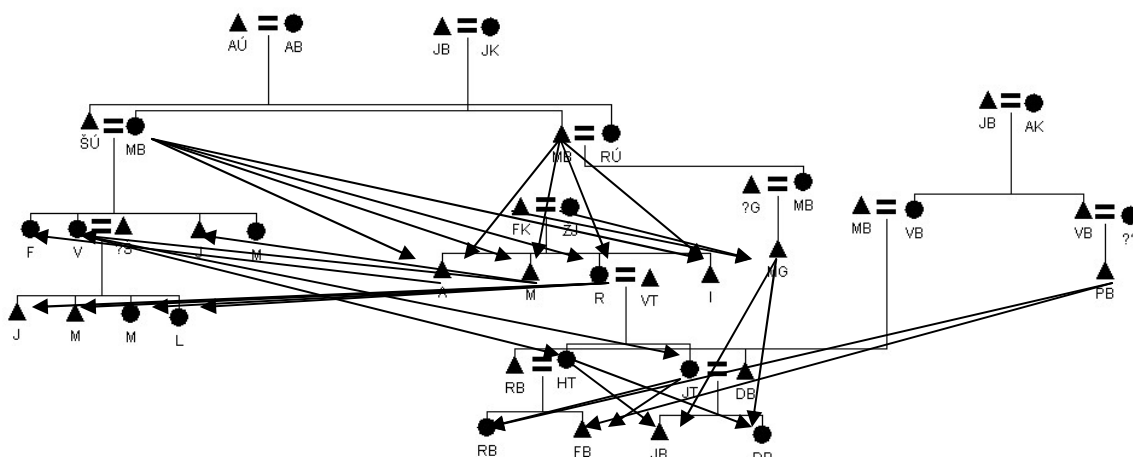 AÚ AB JB JK
JB AK
ŠÚ MB MB RÚ
?G MB
FK ŽJ MB VB VB ??
F V ?S J M
A M R VT I MG PB
J M M L
RB HT JT DB
RB FB JB DB